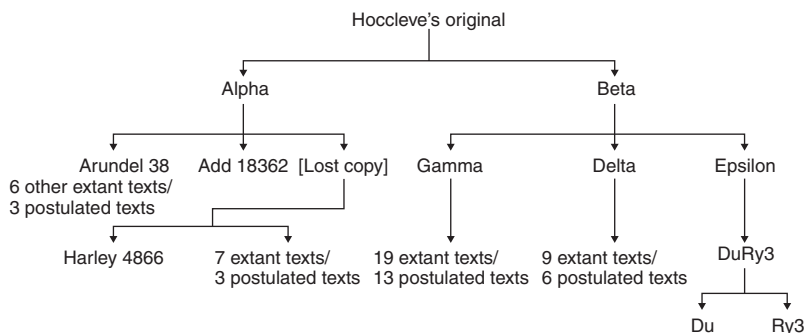 Hoccleve's original
Alpha
Beta
Arundel 38
6 other extant texts/
3 postulated texts
Add 18362
[Lost copy]
Gamma
Delta
Epsilon
Harley 4866
7 extant texts/
3 postulated texts
19 extant texts/
13 postulated texts
9 extant texts/
6 postulated texts
DuRy3
Du
Ry3